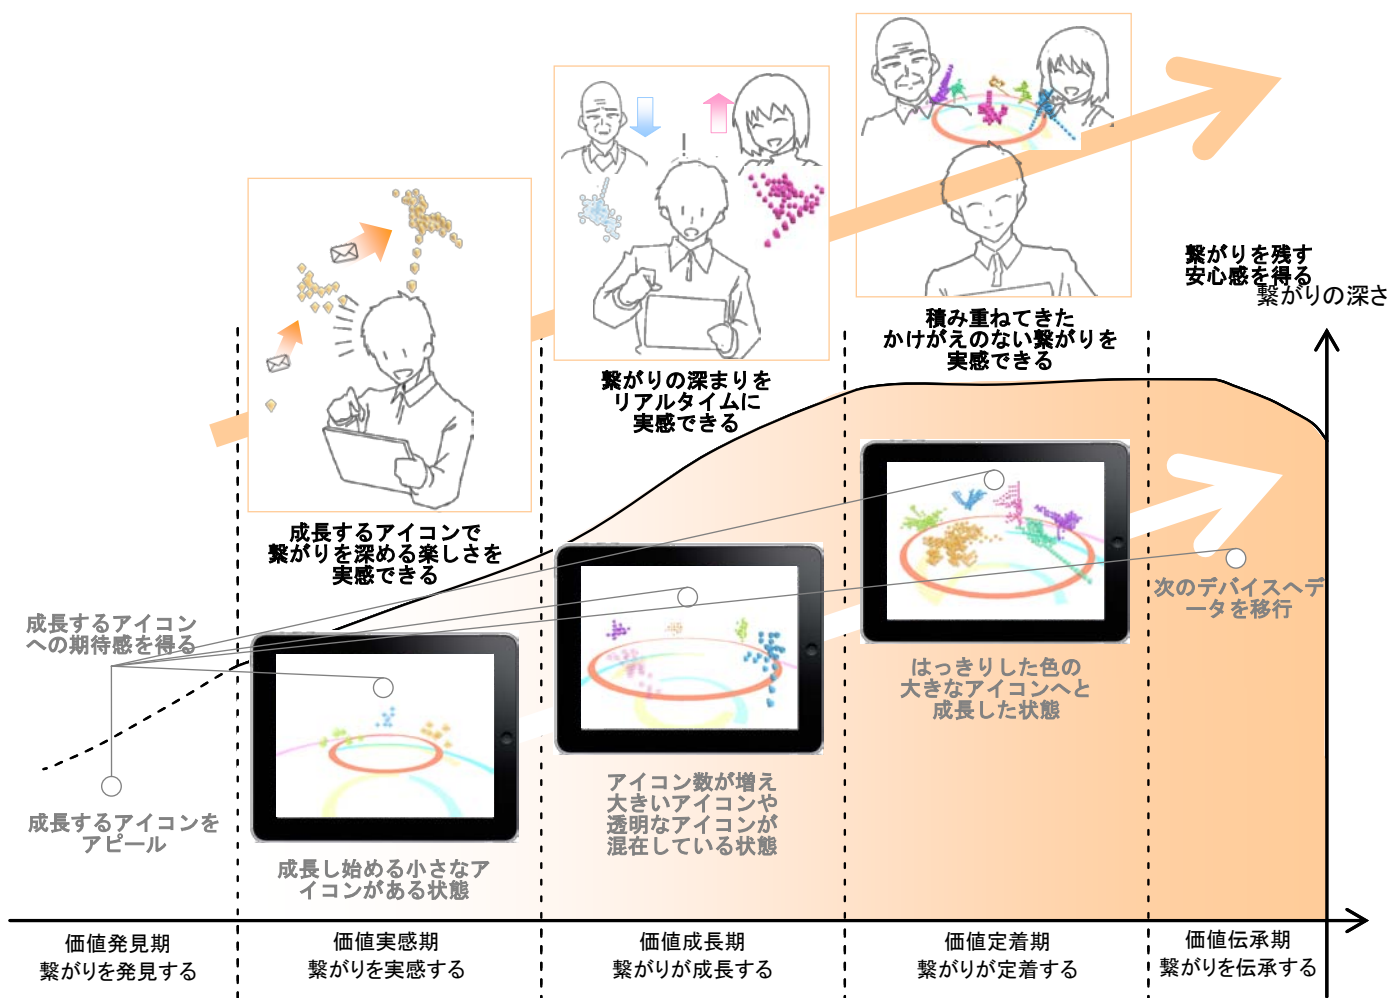 繋がりを残す
安心感を得る
繋がりの深さ
積み重ねてきた
かけがえのない繋がりを
実感できる
繋がりの深まりを
リアルタイムに
実感できる
成長するアイコンで
繋がりを深める楽しさを
実感できる
成長するアイコン
への期待感を得る
次のデバイスへデ
ータを移行
はっきりした色の
大きなアイコンへと
成長した状態
アイコン数が増え
大きいアイコンや
透明なアイコンが
混在している状態
成長するアイコンを
アピール
成長し始める小さなア
イコンがある状態
価値発見期
繋がりを発見する
価値実感期
繋がりを実感する
価値成長期
繋がりが成長する
価値定着期
繋がりが定着する
価値伝承期
繋がりを伝承する